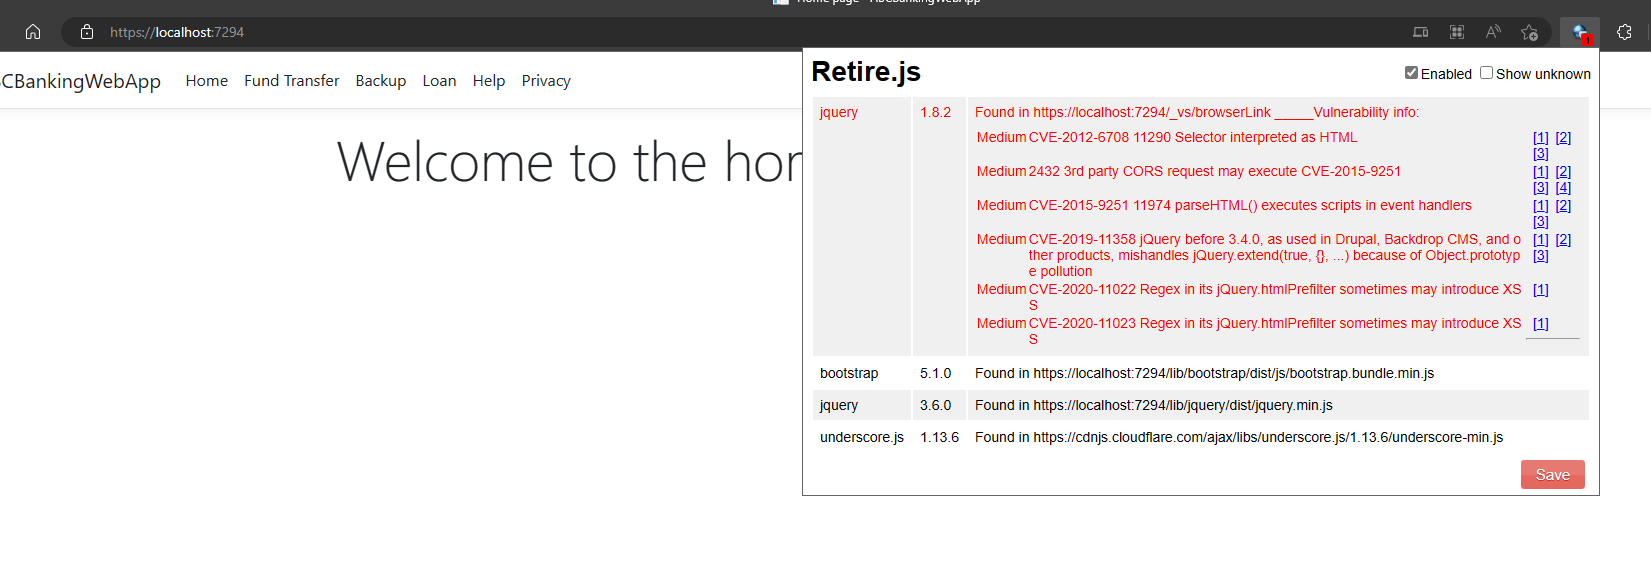 Home page - ABCBankingWebApp
https://localhost:7294
1
CBankingWebApp Home Fund Transfer Backup Loan Help Privacy
Welcome to the hor
Retire.js
Enabled Show unknown
jquery 1.8.2 Found in https://localhost:7294/_vs/browserLink _____Vulnerability info:
Medium CVE-2012-6708 11290 Selector interpreted as HTML [1] [2]
[3]
Medium 2432 3rd party CORS request may execute CVE-2015-9251 [1] [2]
[3] [4]
Medium CVE-2015-9251 11974 parseHTML() executes scripts in event handlers [1] [2]
[3]
Medium CVE-2019-11358 jQuery before 3.4.0, as used in Drupal, Backdrop CMS, and o [1] [2]
ther products, mishandles jQuery.extend(true, {}, ...) because of Object.prototyp [3]
e pollution
Medium CVE-2020-11022 Regex in its jQuery.htmlPrefilter sometimes may introduce XS [1]
S
Medium CVE-2020-11023 Regex in its jQuery.htmlPrefilter sometimes may introduce XS [1]
S
bootstrap 5.1.0 Found in https://localhost:7294/lib/bootstrap/dist/js/bootstrap.bundle.min.js
jquery 3.6.0 Found in https://localhost:7294/lib/jquery/dist/jquery.min.js
underscore.js 1.13.6 Found in https://cdnjs.cloudflare.com/ajax/libs/underscore.js/1.13.6/underscore-min.js
Save